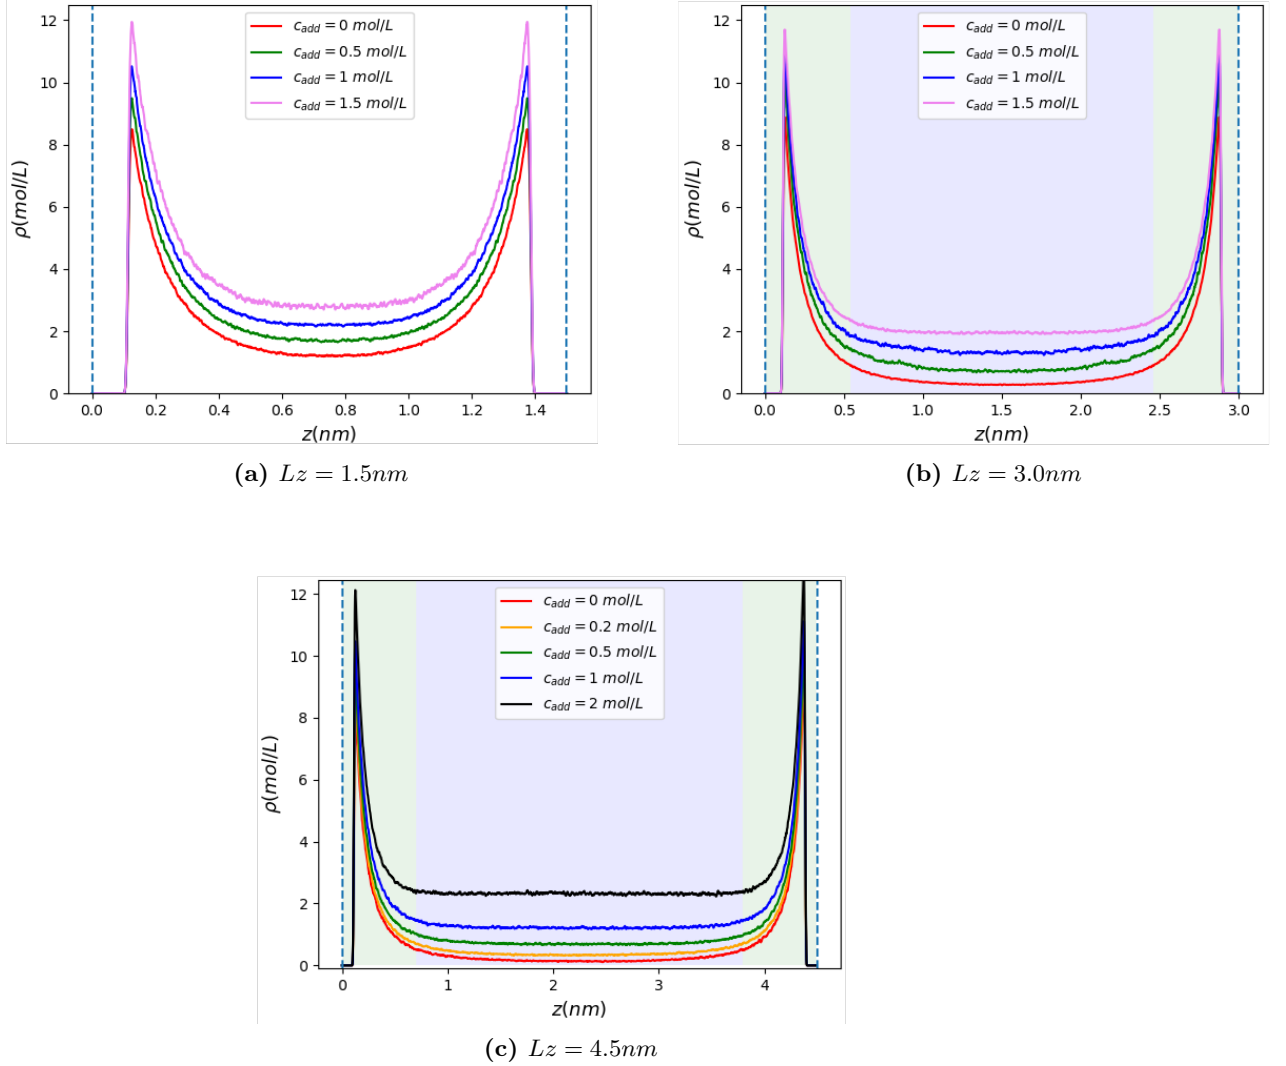 12
10
8
6
4
2
0
ρ(mol/L)
c_add = 0 mol/L
c_add = 0.5 mol/L
c_add = 1 mol/L
c_add = 1.5 mol/L
0.0 0.2 0.4 0.6 0.8 1.0 1.2 1.4
z(nm)
(a) Lz = 1.5nm
12
10
8
6
4
2
0
ρ(mol/L)
c_add = 0 mol/L
c_add = 0.5 mol/L
c_add = 1 mol/L
c_add = 1.5 mol/L
0.0 0.5 1.0 1.5 2.0 2.5 3.0
z(nm)
(b) Lz = 3.0nm
12
10
8
6
4
2
0
ρ(mol/L)
c_add = 0 mol/L
c_add = 0.2 mol/L
c_add = 0.5 mol/L
c_add = 1 mol/L
c_add = 2 mol/L
0 1 2 3 4
z(nm)
(c) Lz = 4.5nm